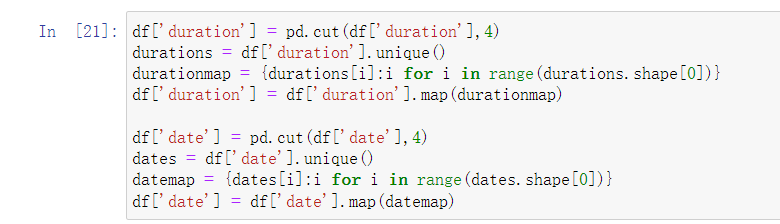 In [21]: df['duration'] = pd.cut(df['duration'],4)
durations = df['duration'].unique()
durationmap = {durations[i]:i for i in range(durations.shape[0])}
df['duration'] = df['duration'].map(durationmap)

df['date'] = pd.cut(df['date'],4)
dates = df['date'].unique()
datemap = {dates[i]:i for i in range(dates.shape[0])}
df['date'] = df['date'].map(datemap)